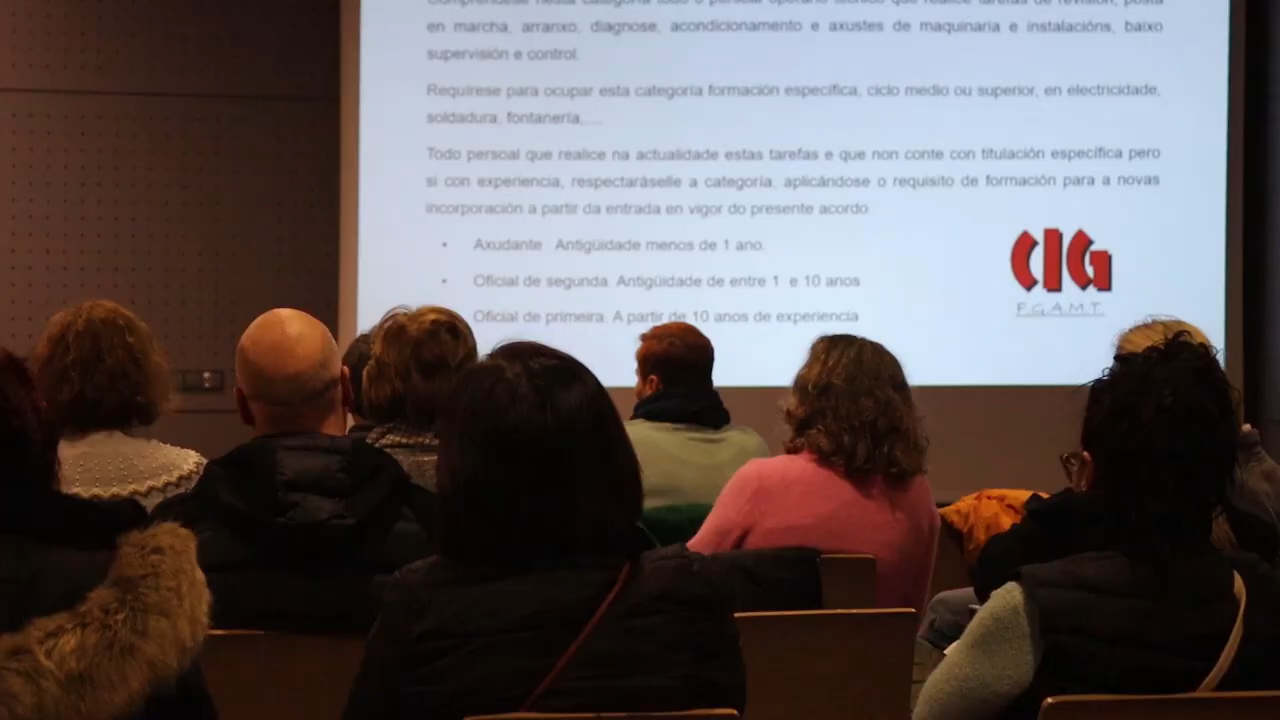 Compréndese nesta categoría todo o persoal operario técnico que realice tarefas de revisión, posta
en marcha, arranxo, diagnose, acondicionamento e axustes de maquinaria e instalacións, baixo
supervisión e control.
Requírese para ocupar esta categoría formación específica, ciclo medio ou superior, en electricidade,
soldadura, fontanería,....
Todo persoal que realice na actualidade estas tarefas e que non conte con titulación específica pero
si con experiencia, respectaráselle a categoría, aplicándose o requisito de formación para a novas
incorporación a partir da entrada en vigor do presente acordo
• Axudante Antigüidade menos de 1 ano.
• Oficial de segunda. Antigüidade de entre 1 e 10 anos
Oficial de primeira. A partir de 10 anos de experiencia
CIG
F.G.A.M.T.